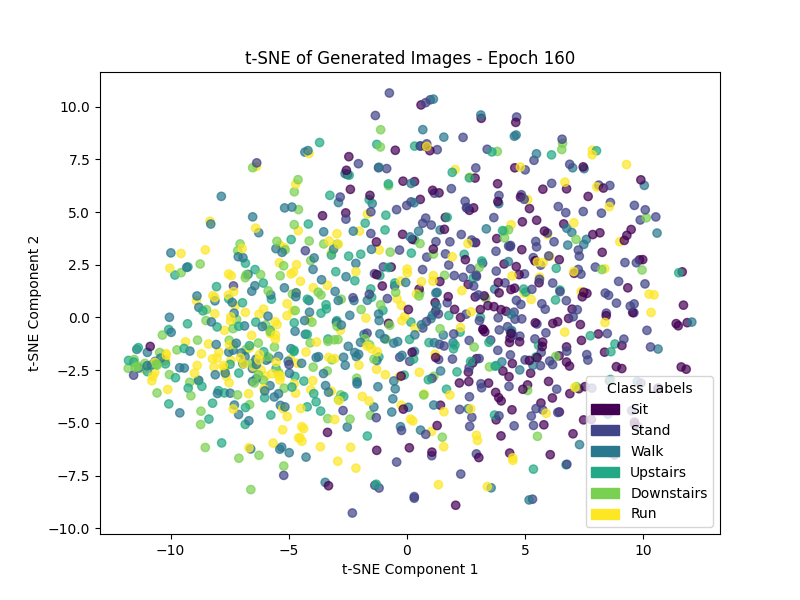 t-SNE of Generated Images - Epoch 160
10.0
7.5
5.0
2.5
0.0
−2.5
−5.0
−7.5
−10.0
t-SNE Component 2
Class Labels
Sit
Stand
Walk
Upstairs
Downstairs
Run
−10
−5
0
5
10
t-SNE Component 1